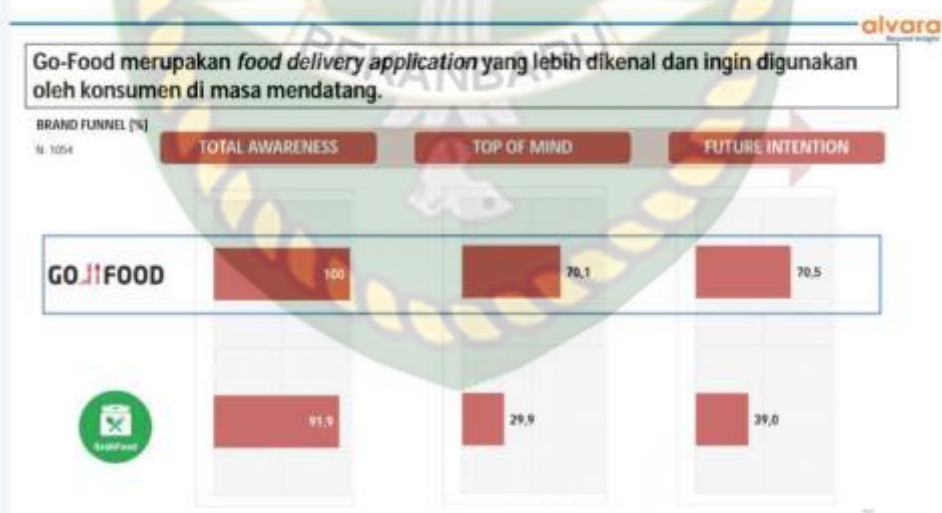 alvara
Go-Food merupakan food delivery application yang lebih dikenal dan ingin digunakan
oleh konsumen di masa mendatang.
PEKANBARU
BRAND FUNNEL [%]
N: 1054
TOTAL AWARENESS
TOP OF MIND
FUTURE INTENTION
GO FOOD
100
70,1
70,5
GrabFood
91,9
29,9
39,0